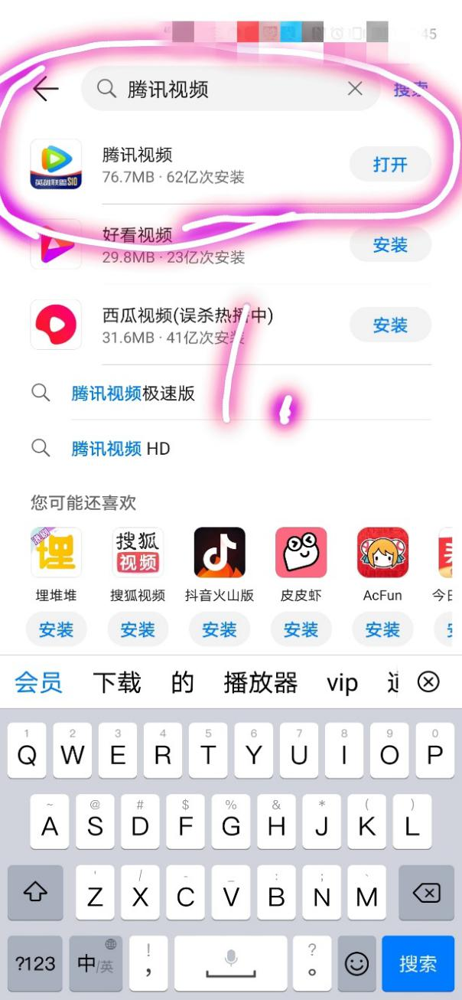 45
腾讯视频 搜索
腾讯视频
76.7MB · 62亿次安装
打开
英雄联盟S10
好看视频
29.8MB · 23亿次安装
安装
西瓜视频(误杀热播中)
31.6MB · 41亿次安装
安装
腾讯视频极速版
腾讯视频 HD
您可能还喜欢
港剧
埋
搜狐
视频
埋堆堆 搜狐视频 抖音火山版 皮皮虾 AcFun 今日
安装 安装 安装 安装 安装
会员 下载 的 播放器 vip
1 2 3 4 5 6 7 8 9 0
Q W E R T Y U I O P
~ @ # $ % & * ( )
A S D F G H J K L
' / - _ : ; 、
Z X C V B N M
?123 中/英 ! , ? 。 搜索
1.